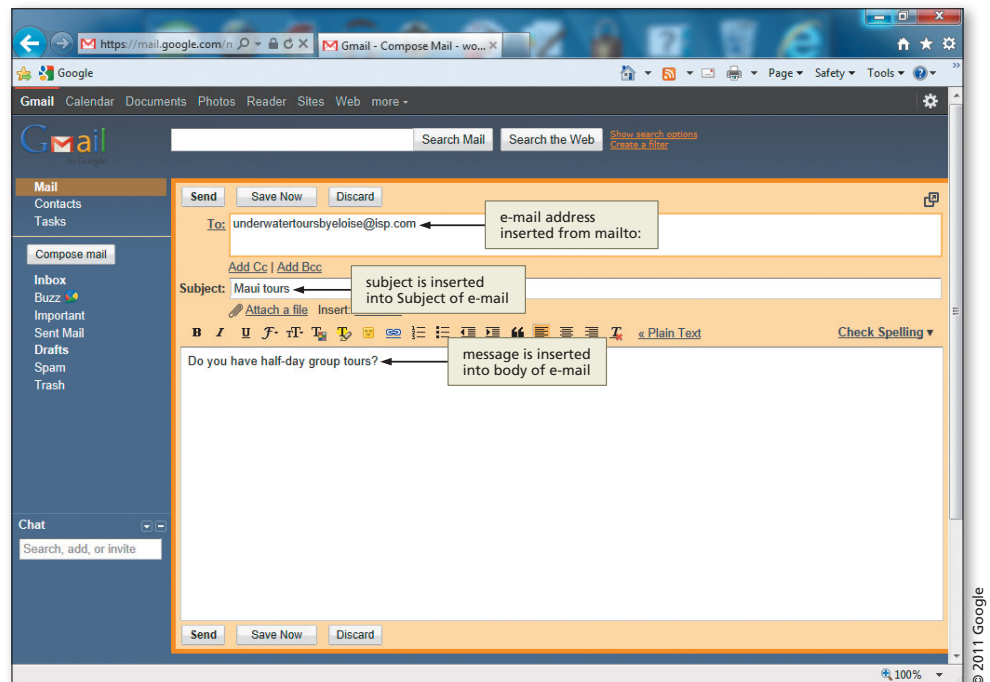 https://mail.google.com/n
Gmail - Compose Mail - wo...
Google
Page Safety Tools
Gmail Calendar Documents Photos Reader Sites Web more
Gmail
by Google
Search Mail Search the Web
Show search options
Create a filter
Mail
Contacts
Tasks
Compose mail
Inbox
Buzz
Important
Sent Mail
Drafts
Spam
Trash
Chat
Search, add, or invite
Send Save Now Discard
To: underwatertoursbyeloise@isp.com
e-mail address
inserted from mailto:
Add Cc | Add Bcc
Subject: Maui tours
subject is inserted
into Subject of e-mail
Attach a file Insert:
B I U « Plain Text Check Spelling
Do you have half-day group tours?
message is inserted
into body of e-mail
Send Save Now Discard
100%
© 2011 Google